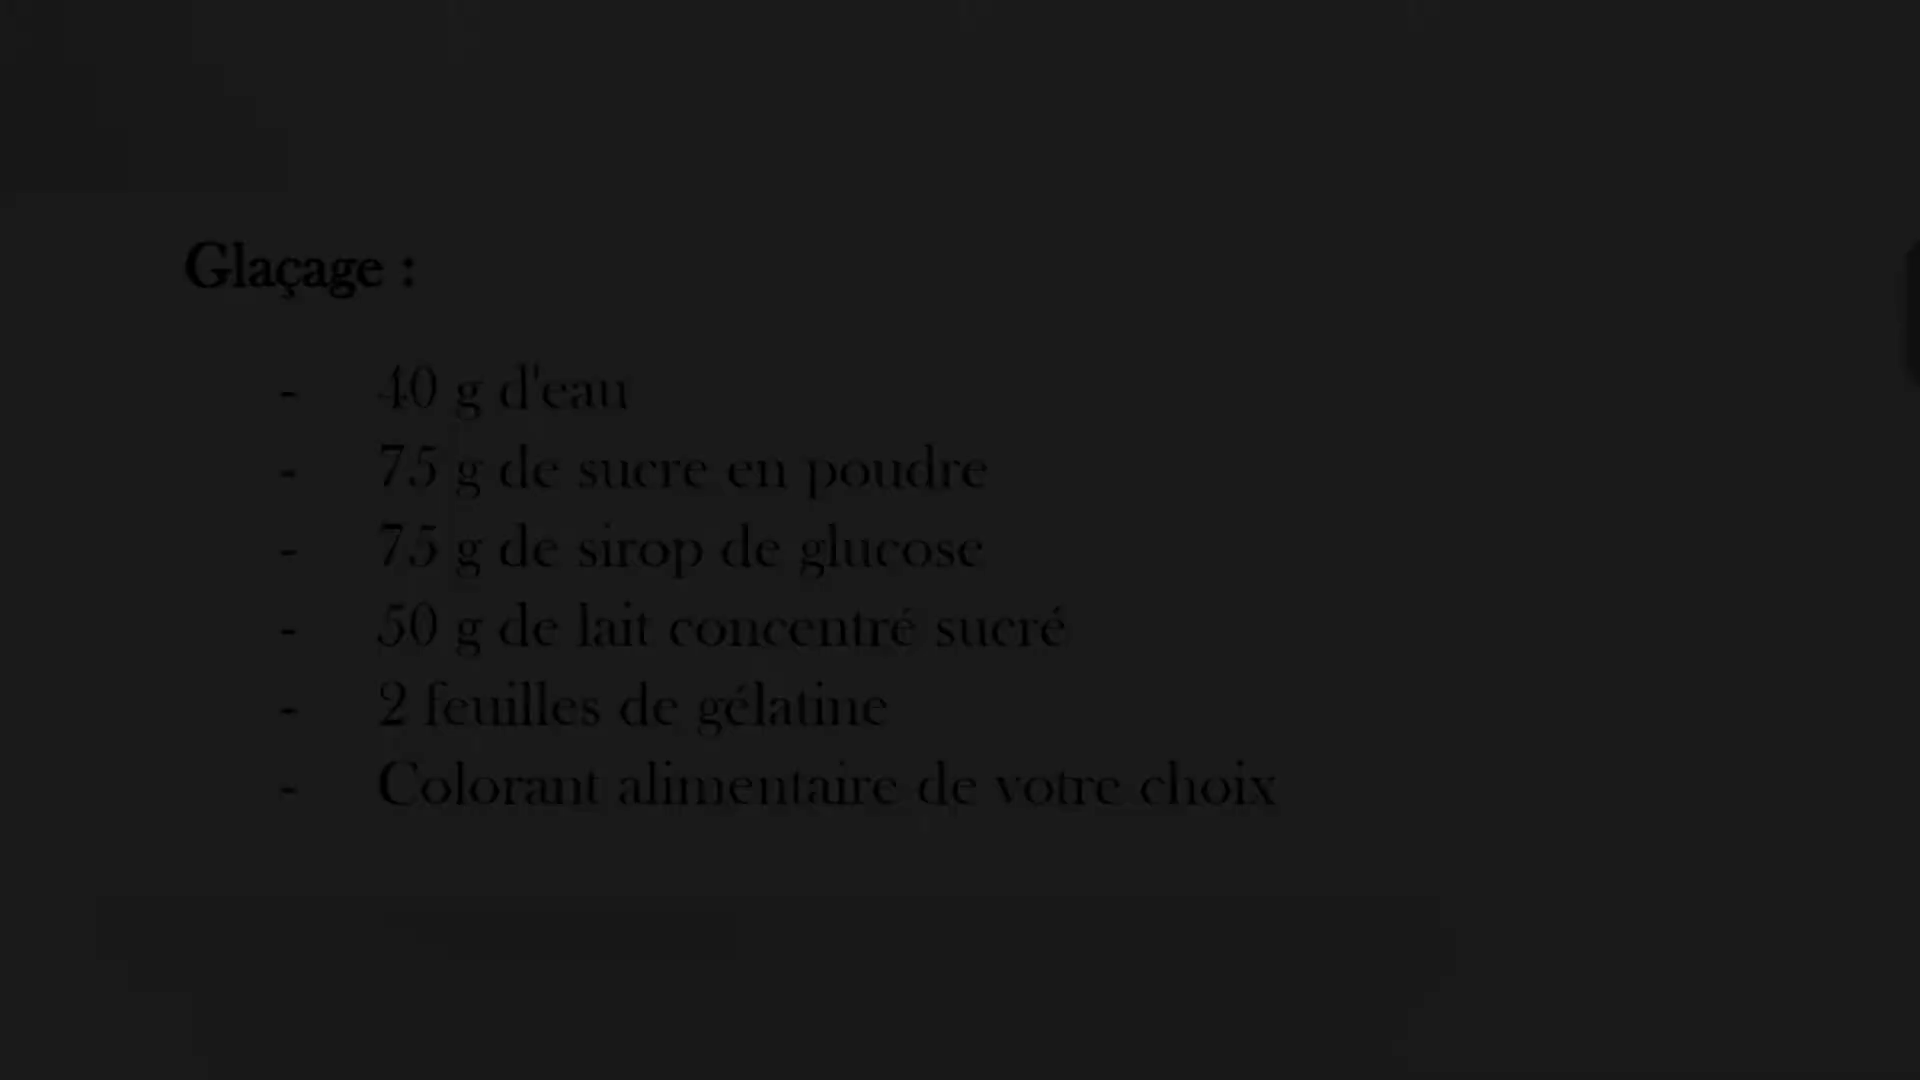 Glaçage :
- 40 g d'eau
- 75 g de sucre en poudre
- 75 g de sirop de glucose
- 50 g de lait concentré sucré
- 2 feuilles de gélatine
- Colorant alimentaire de votre choix